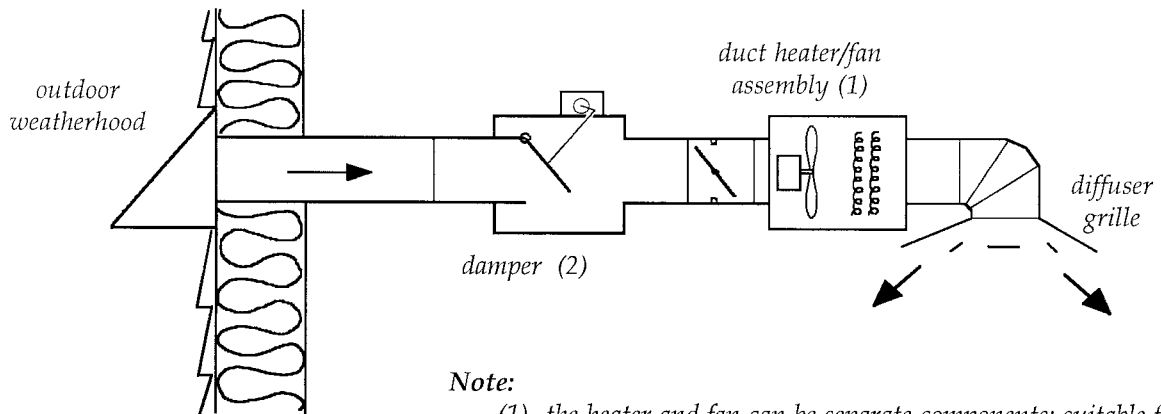 duct heater/fan
assembly (1)
outdoor
weatherhood
diffuser
grille
damper (2)
Note:
(1) the heater and fan can be separate components; suitable